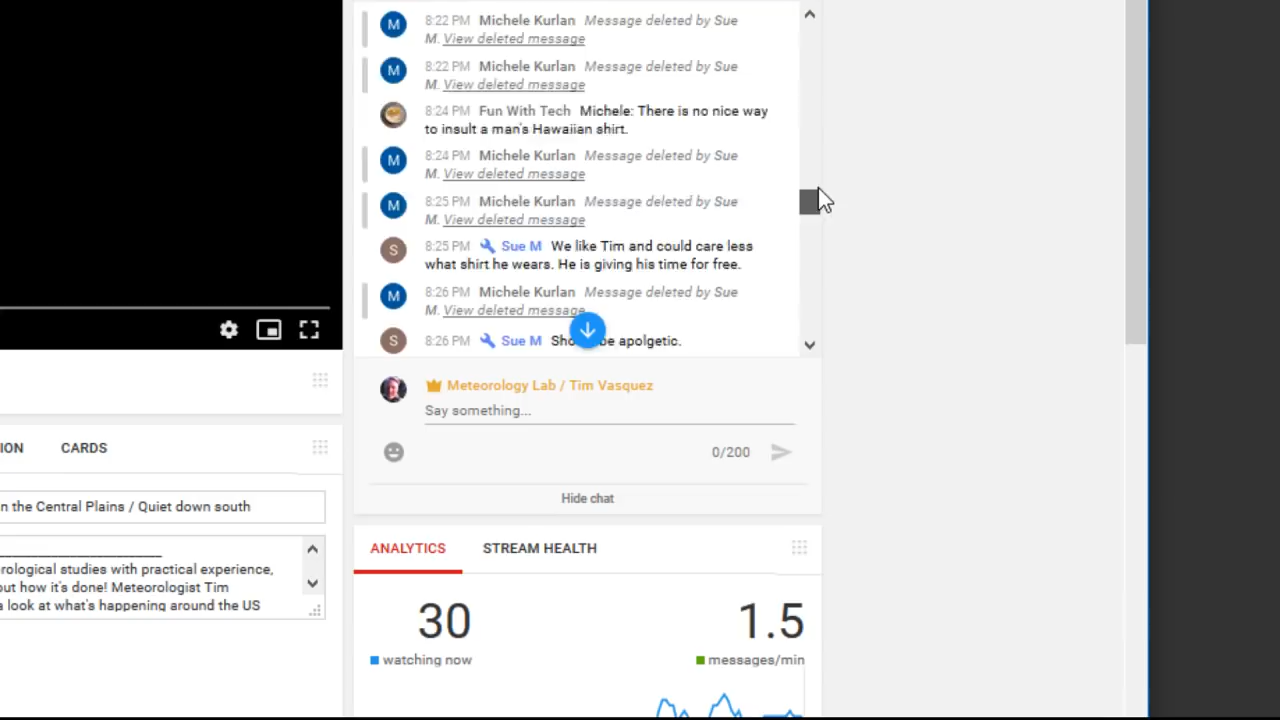 M 8:22 PM Michele Kurlan Message deleted by Sue
M. View deleted message
M 8:22 PM Michele Kurlan Message deleted by Sue
M. View deleted message
8:24 PM Fun With Tech Michele: There is no nice way
to insult a man's Hawaiian shirt.
M 8:24 PM Michele Kurlan Message deleted by Sue
M. View deleted message
M 8:25 PM Michele Kurlan Message deleted by Sue
M. View deleted message
S 8:25 PM Sue M We like Tim and could care less
what shirt he wears. He is giving his time for free.
M 8:26 PM Michele Kurlan Message deleted by Sue
M. View deleted message
S 8:26 PM Sue M be apolgetic.
Meteorology Lab / Tim Vasquez
Say something...
0/200
Hide chat
ION CARDS
n the Central Plains / Quiet down south
rological studies with practical experience,
out how it's done! Meteorologist Tim
a look at what's happening around the US
ANALYTICS STREAM HEALTH
30 1.5
watching now messages/min